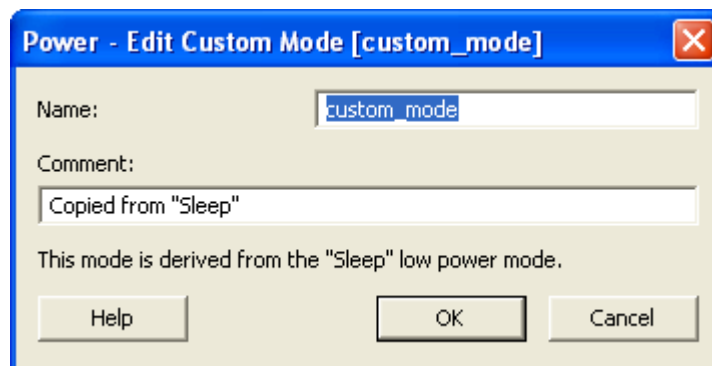 Power - Edit Custom Mode [custom_mode]
Name:
custom_mode
Comment:
Copied from "Sleep"
This mode is derived from the "Sleep" low power mode.
Help
OK
Cancel